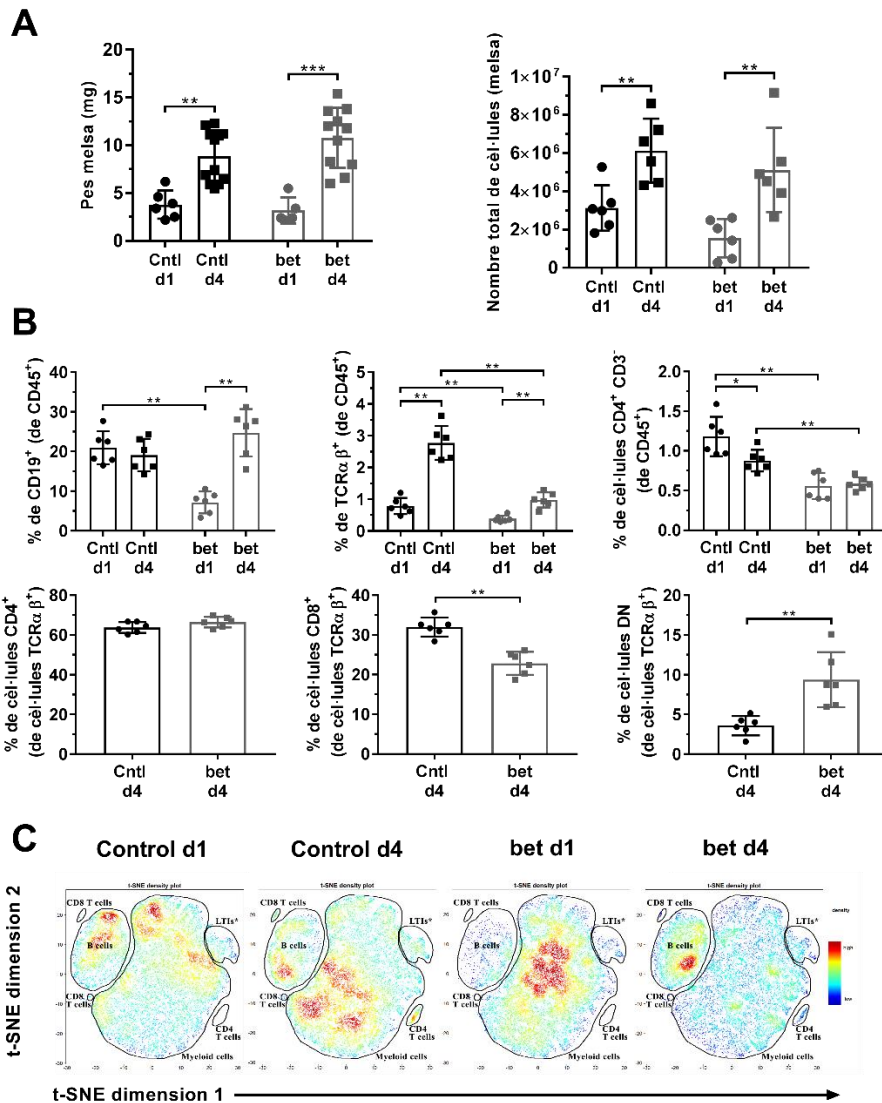 A
Pes melsa (mg)
20
15
10
5
0
**
***
Cntl d1
Cntl d4
bet d1
bet d4
Nombre total de cèl·lules (melsa)
1×10⁷
8×10⁶
6×10⁶
4×10⁶
2×10⁶
0
**
**
Cntl d1
Cntl d4
bet d1
bet d4
B
% de CD19⁺ (de CD45⁺)
40
30
20
10
0
**
**
Cntl d1
Cntl d4
bet d1
bet d4
% de TCRα β⁺ (de CD45⁺)
5
4
3
2
1
0
**
**
**
**
Cntl d1
Cntl d4
bet d1
bet d4
% de cèl·lules CD4⁺ CD3⁻
(de CD45⁺)
2.0
1.5
1.0
0.5
0.0
**
*
**
Cntl d1
Cntl d4
bet d1
bet d4
% de cèl·lules CD4⁺
(de cèl·lules TCRα β⁺)
80
60
40
20
0
Cntl d4
bet d4
% de cèl·lules CD8⁺
(de cèl·lules TCRα β⁺)
40
30
20
10
0
**
Cntl d4
bet d4
% de cèl·lules DN
(de cèl·lules TCRα β⁺)
20
15
10
5
0
**
Cntl d4
bet d4
C
Control d1
Control d4
bet d1
bet d4
t-SNE dimension 2
t-SNE density plot
CD8 T cells
B cells
LTIs*
CD8 T cells
CD4 T cells
Myeloid cells
t-SNE density plot
CD8 T cells
B cells
LTIs*
CD8 T cells
CD4 T cells
Myeloid cells
t-SNE density plot
CD8 T cells
B cells
LTIs*
CD8 T cells
CD4 T cells
Myeloid cells
t-SNE density plot
CD8 T cells
B cells
LTIs*
CD8 T cells
CD4 T cells
Myeloid cells
density
low
t-SNE dimension 1